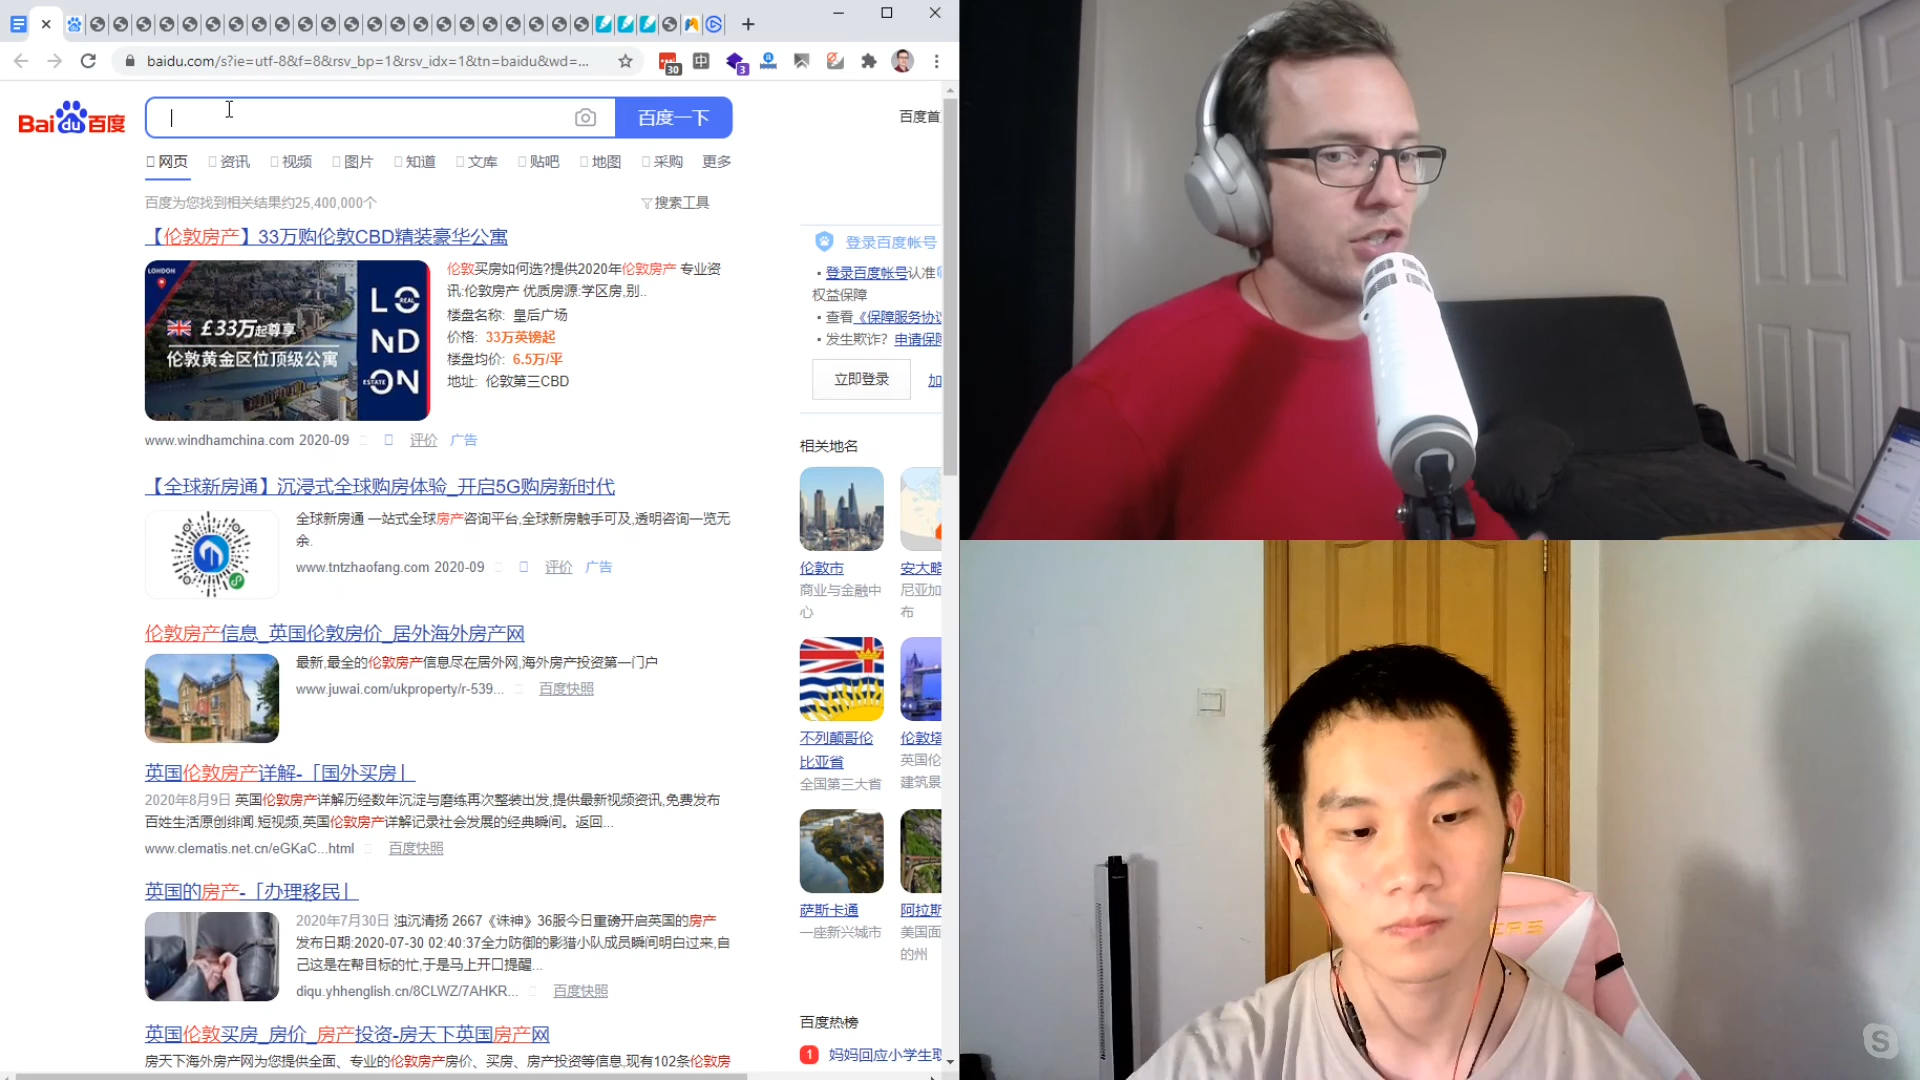 baidu.com/s?ie=utf-8&f=8&rsv_bp=1&rsv_idx=1&tn=baidu&wd=...
30
中
3
Bai du 百度
百度一下
百度首
网页 资讯 视频 图片 知道 文库 贴吧 地图 采购 更多
百度为您找到相关结果约25,400,000个
搜索工具
【伦敦房产】33万购伦敦CBD精装豪华公寓
LONDON
£33万起尊享
伦敦黄金区位顶级公寓
LO
REAL
ND
ESTATE
ON
伦敦买房如何选?提供2020年伦敦房产 专业资
讯:伦敦房产 优质房源:学区房,别..
楼盘名称: 皇后广场
价格: 33万英镑起
楼盘均价: 6.5万/平
地址: 伦敦第三CBD
www.windhamchina.com 2020-09 评价 广告
【全球新房通】沉浸式全球购房体验_开启5G购房新时代
全球新房通 一站式全球房产咨询平台,全球新房触手可及,透明咨询一览无
余.
www.tntzhaofang.com 2020-09 评价 广告
伦敦房产信息_英国伦敦房价_居外海外房产网
最新,最全的伦敦房产信息尽在居外网,海外房产投资第一门户
www.juwai.com/ukproperty/r-539... 百度快照
英国伦敦房产详解-「国外买房」
2020年8月9日 英国伦敦房产详解历经数年沉淀与磨练再次整装出发,提供最新视频资讯,免费发布
百姓生活原创绯闻.短视频,英国伦敦房产详解记录社会发展的经典瞬间。返回...
www.clematis.net.cn/eGKaC...html 百度快照
英国的房产-「办理移民」
2020年7月30日 浊沉清扬 2667《诛神》36服今日重磅开启英国的房产
发布日期:2020-07-30 02:40:37全力防御的影猎小队成员瞬间明白过来,自
己这是在帮目标的忙,于是马上开口提醒...
diqu.yhhenglish.cn/8CLWZ/7AHKR... 百度快照
英国伦敦买房_房价_房产投资-房天下英国房产网
房天下海外房产网为您提供全面、专业的伦敦房产房价、买房、房产投资等信息,现有102条伦敦房
登录百度帐号
登录百度帐号认准
权益保障
查看《保障服务协议
发生欺诈? 申请保障
立即登录 加
相关地名
伦敦市 安大略
商业与金融中 尼亚加
心 布
不列颠哥伦 伦敦塔
比亚省 英国伦
全国第三大省 建筑景
萨斯卡通 阿拉斯
一座新兴城市 美国面
的州
百度热榜
1 妈妈回应小学生取
S